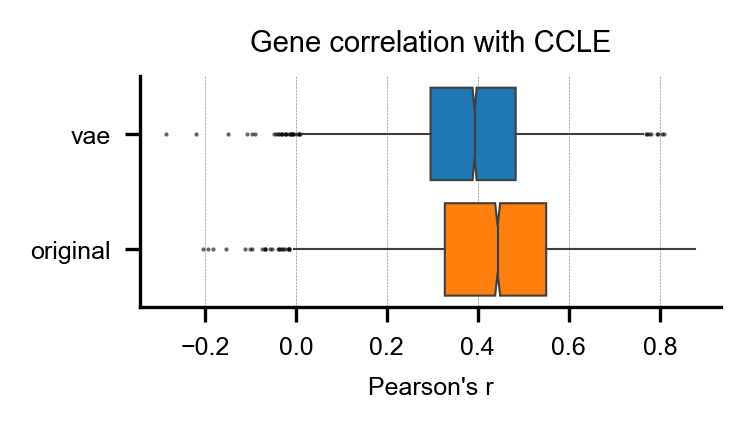 Gene correlation with CCLE
vae
original
−0.2 0.0 0.2 0.4 0.6 0.8
Pearson's r